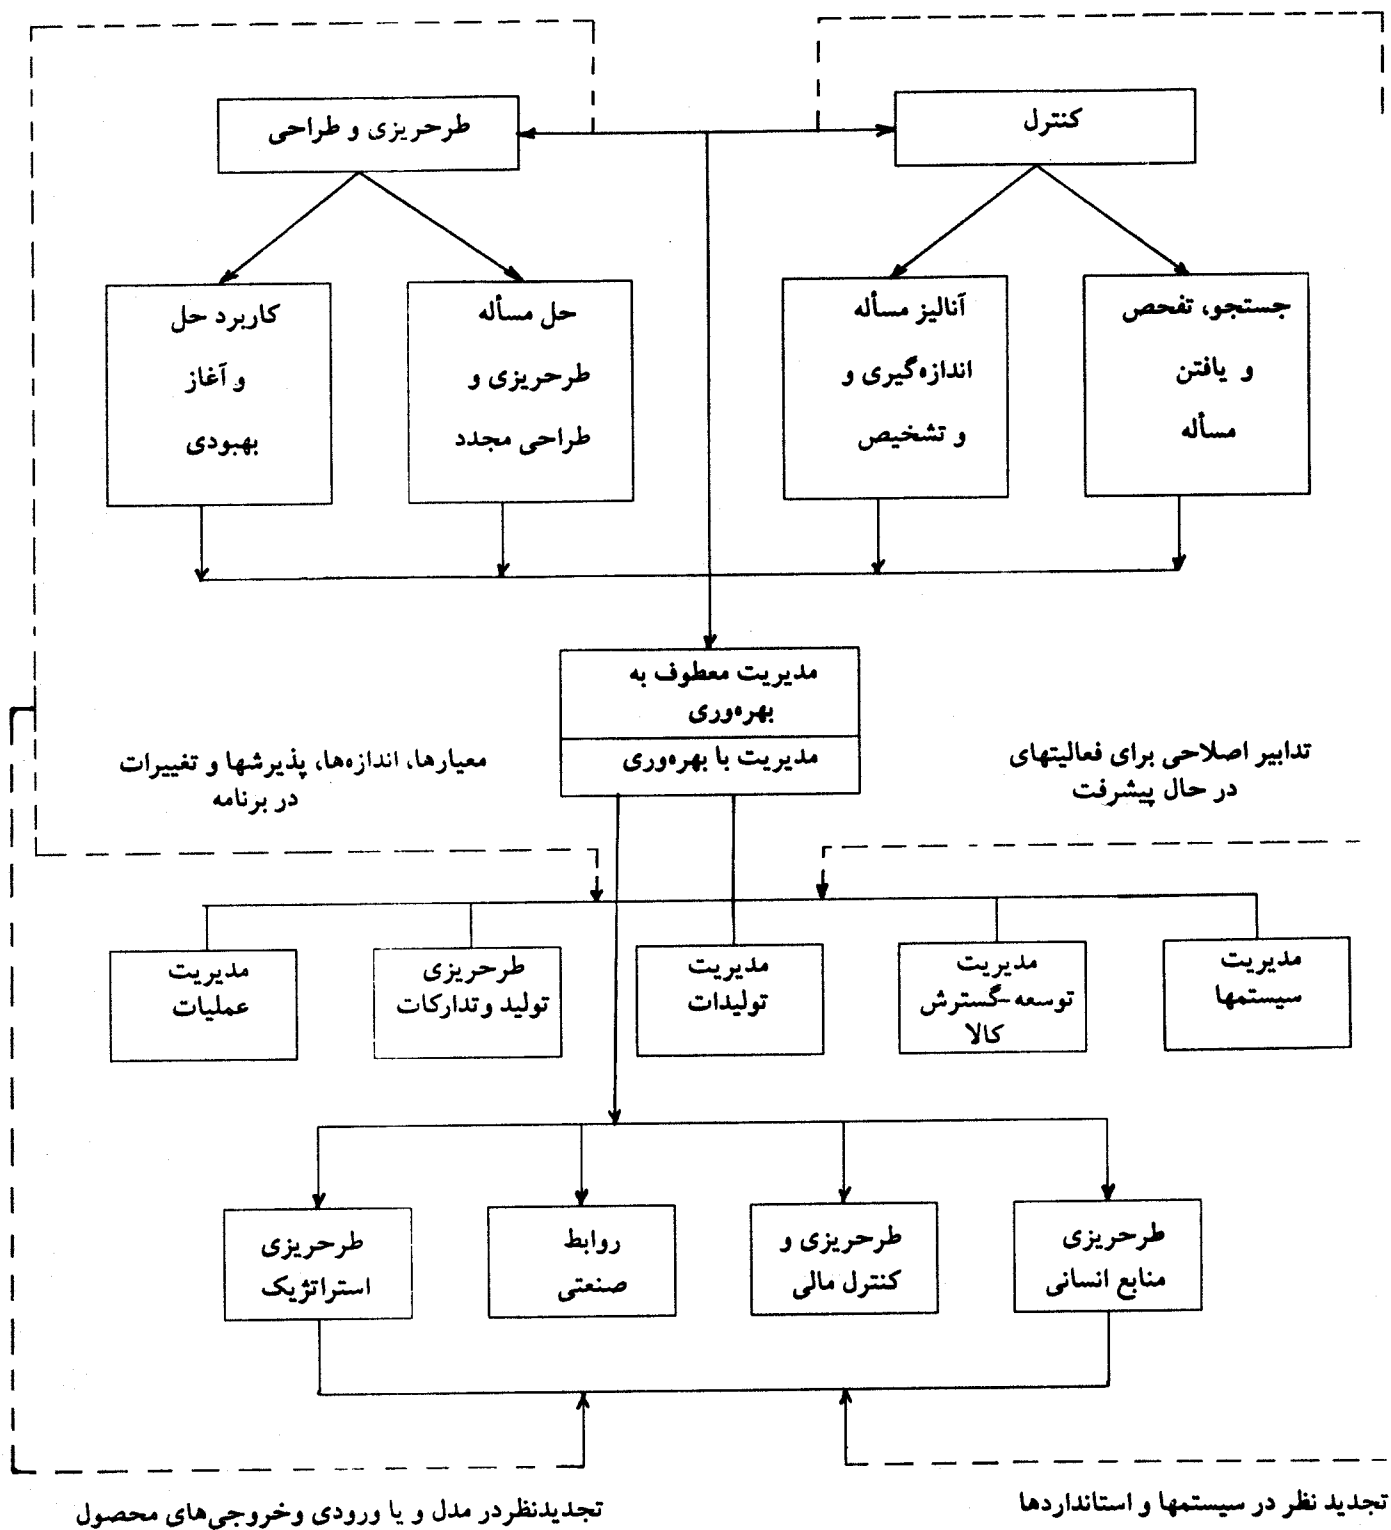 کنترل
طرحریزی و طراحی
جستجو، تفحص
و یافتن
مسأله
آنالیز مسأله
اندازه‌گیری و
و تشخیص
حل مسأله
طرحریزی و
طراحی مجدد
کاربرد حل
و آغاز
بهبودی
مدیریت معطوف به
بهره‌وری
مدیریت با بهره‌وری
تدابیر اصلاحی برای فعالیتهای
در حال پیشرفت
معیارها، اندازه‌ها، پذیرشها و تغییرات
در برنامه
مدیریت
سیستمها
مدیریت
توسعه-گسترش
کالا
مدیریت
تولیدات
طرحریزی
تولید و تدارکات
مدیریت
عملیات
طرحریزی
منابع انسانی
طرحریزی و
کنترل مالی
روابط
صنعتی
طرحریزی
استراتژیک
تجدید نظر در سیستمها و استانداردها
تجدیدنظر در مدل و یا ورودی و خروجی‌های محصول